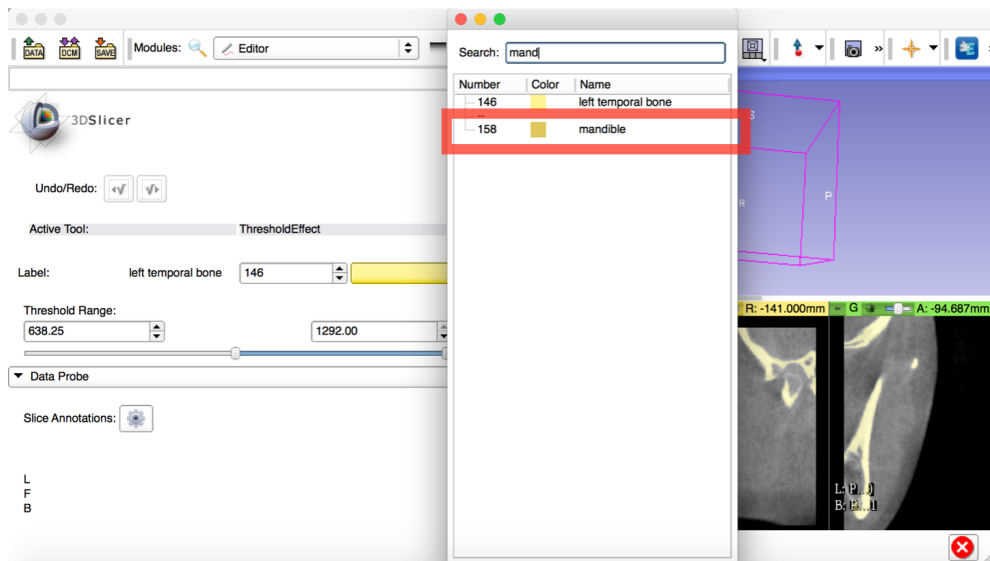 DATA DCM SAVE Modules: Editor
Search: mand
Number Color Name
146 left temporal bone
--
158 mandible
3DSlicer
Undo/Redo:
Active Tool: ThresholdEffect
Label: left temporal bone 146
Threshold Range:
638.25 1292.00
Data Probe
Slice Annotations:
L
F
B
S
P
R
R: -141.000mm G A: -94.687mm
L: P...)